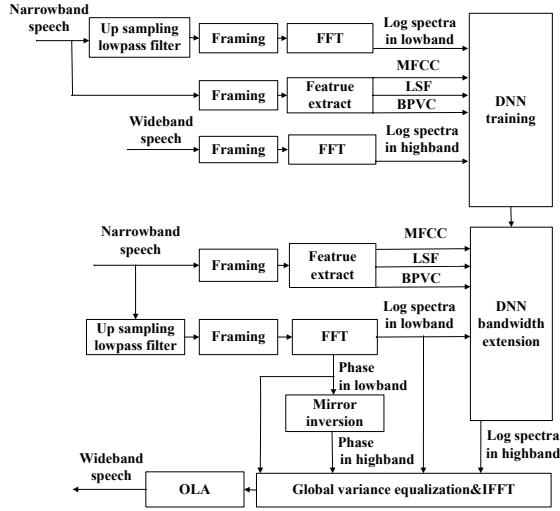 Narrowband
speech
Up sampling
lowpass filter
Framing
FFT
Log spectra
in lowband
Framing
Featrue
extract
MFCC
LSF
BPVC
DNN
training
Wideband
speech
Framing
FFT
Log spectra
in highband
Narrowband
speech
Framing
Featrue
extract
MFCC
LSF
BPVC
DNN
bandwidth
extension
Up sampling
lowpass filter
Framing
FFT
Log spectra
in lowband
Phase
in lowband
Mirror
inversion
Phase
in highband
Log spectra
in highband
Wideband
speech
OLA
Global variance equalization&IFFT